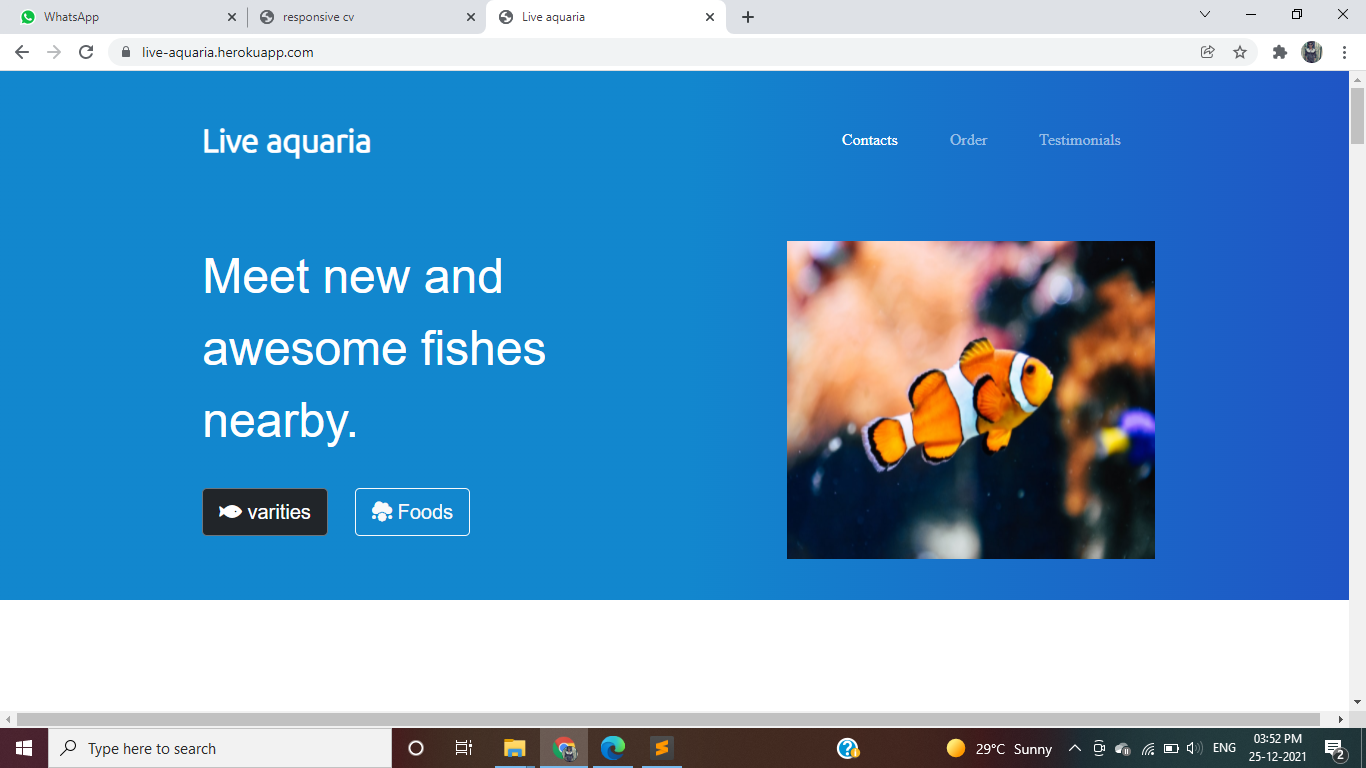 WhatsApp
responsive cv
Live aquaria
live-aquaria.herokuapp.com
Live aquaria
Contacts
Order
Testimonials
Meet new and
awesome fishes
nearby.
varities
Foods
Type here to search
29°C Sunny
ENG
03:52 PM
25-12-2021
2